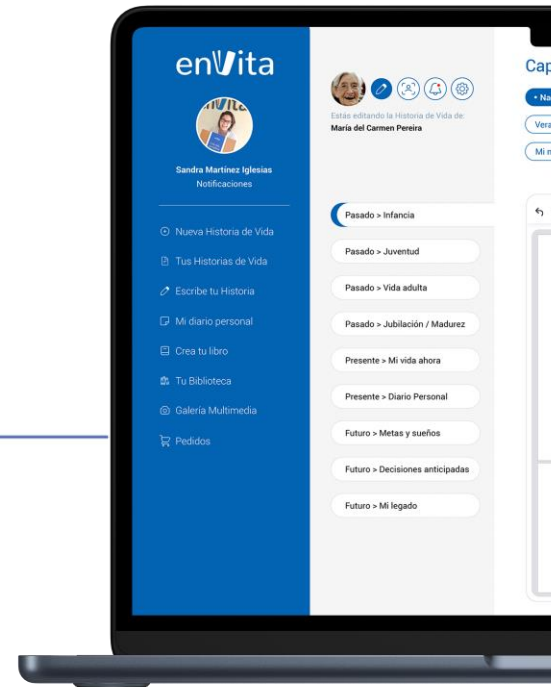 enVita
Sandra Martínez Iglesias
Notificaciones
Nueva Historia de Vida
Tus Historias de Vida
Escribe tu Historia
Mi diario personal
Crea tu libro
Tu Biblioteca
Galería Multimedia
Pedidos
Estás editando la Historia de Vida de:
María del Carmen Pereira
Pasado > Infancia
Pasado > Juventud
Pasado > Vida adulta
Pasado > Jubilación / Madurez
Presente > Mi vida ahora
Presente > Diario Personal
Futuro > Metas y sueños
Futuro > Decisiones anticipadas
Futuro > Mi legado
Cap
• Na
Vera